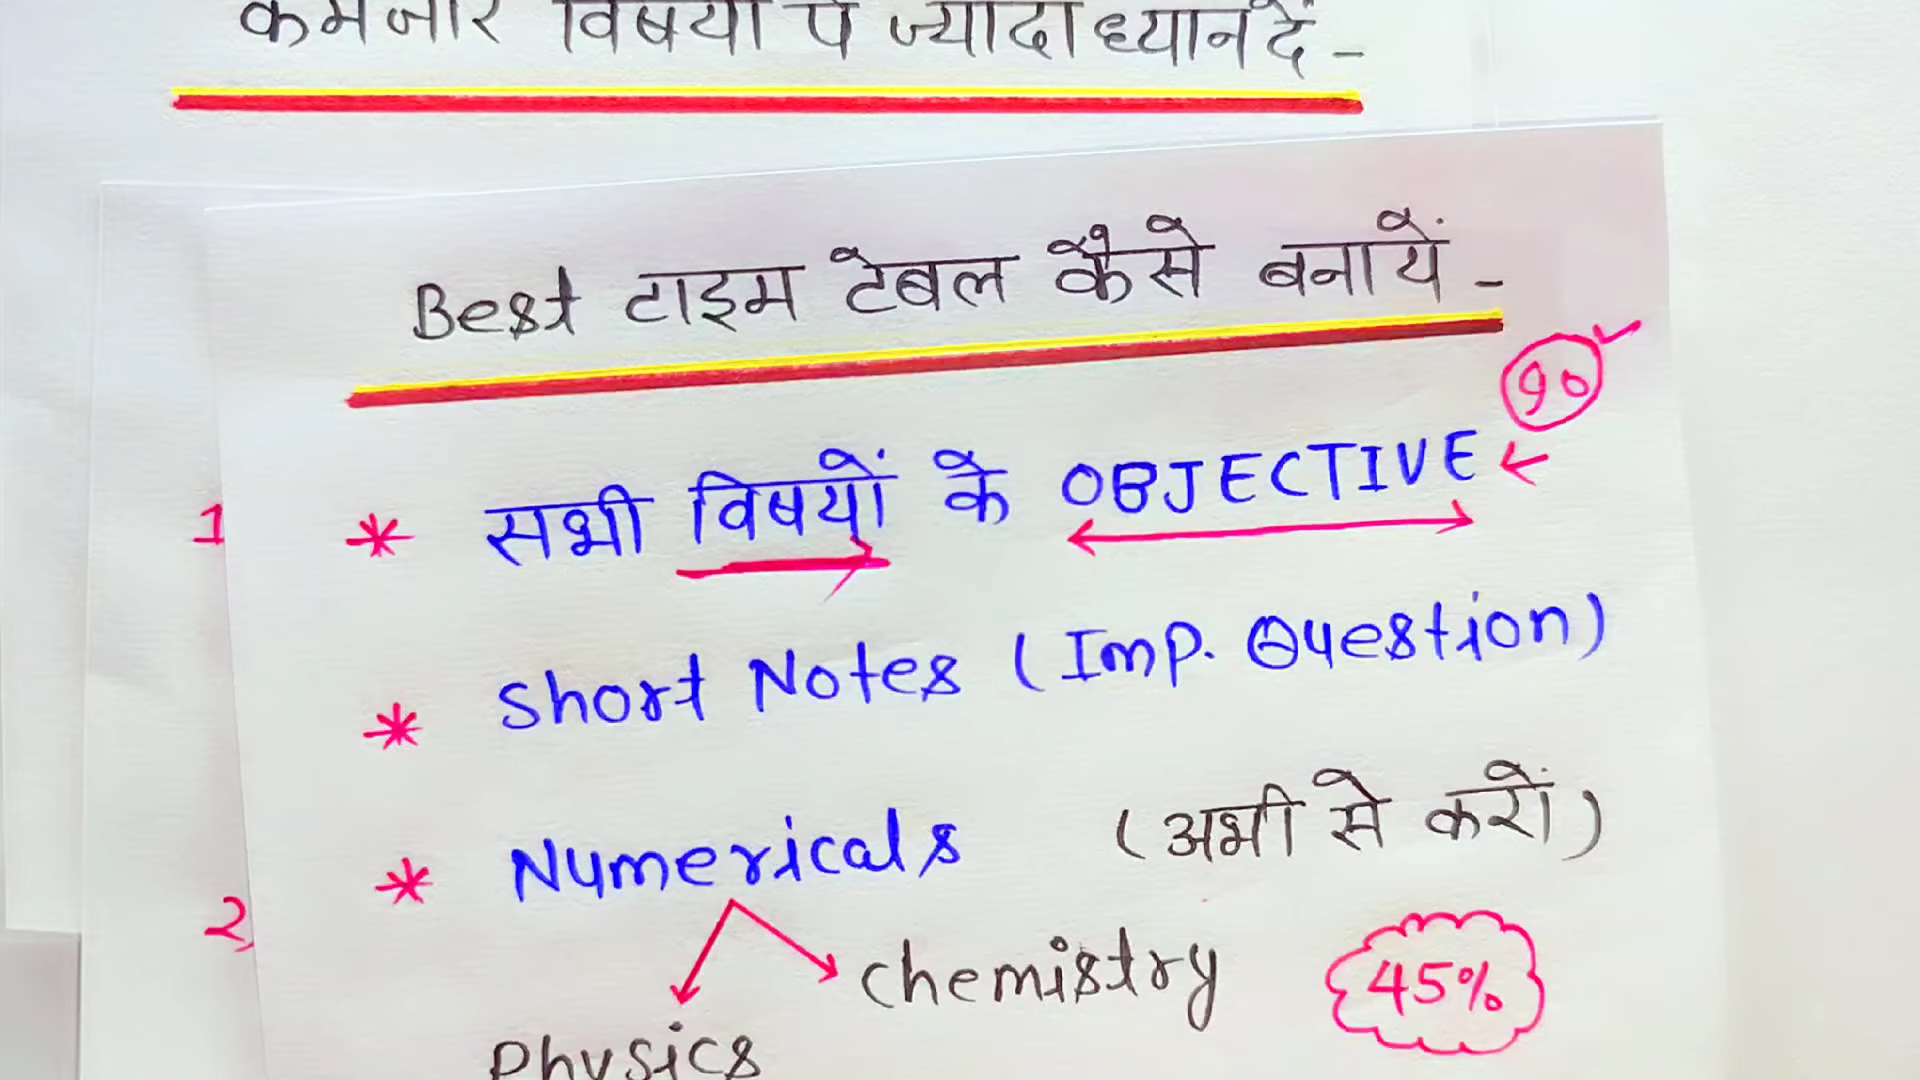 कमजोर विषयों पे ज्यादा ध्यान दें -
Best टाइम टेबल कैसे बनायें -
90
1 * सभी विषयों के OBJECTIVE
* Short Notes (Imp. Question)
* Numericals (अभी से करों)
2)
Chemistry 45%
Physics